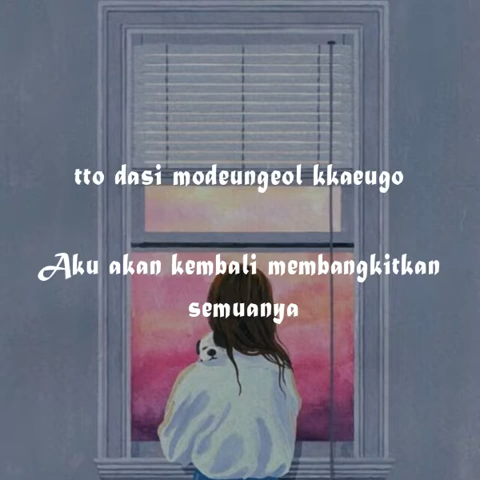 tto dasi modeungeol kkaeugo
Aku akan kembali membangkitkan
semuanya